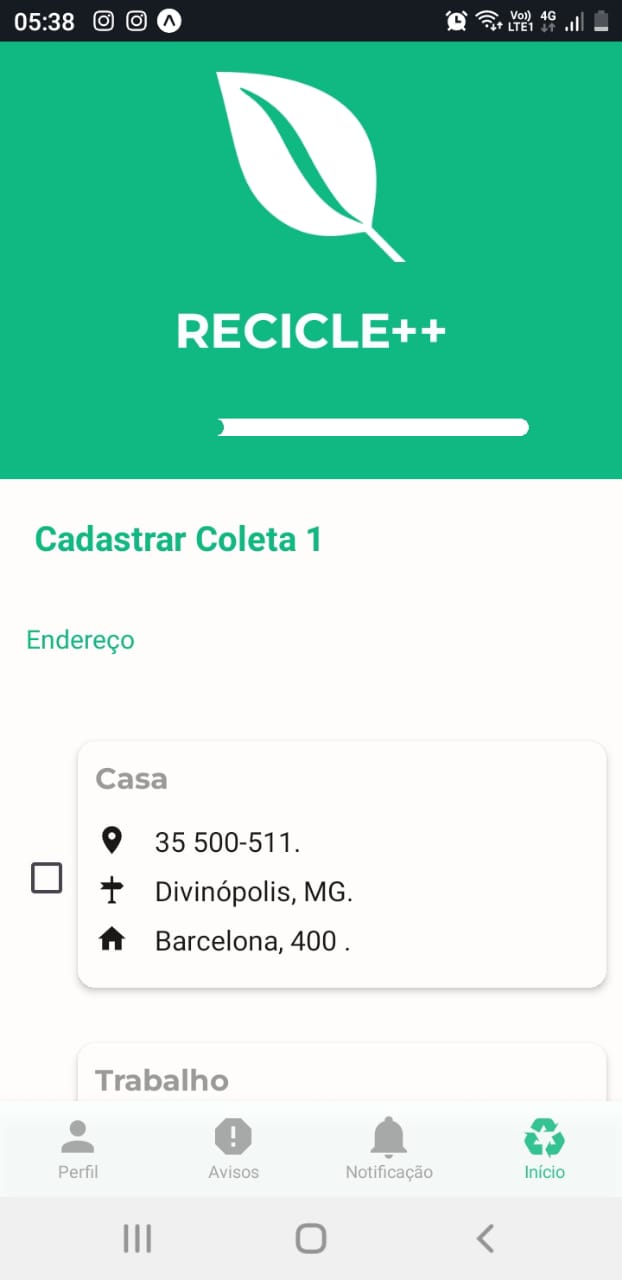 05:38
Vo)) 4G
LTE1
RECICLE++
Cadastrar Coleta 1
Endereço
Casa
35 500-511.
Divinópolis, MG.
Barcelona, 400 .
Trabalho
Perfil Avisos Notificação Início